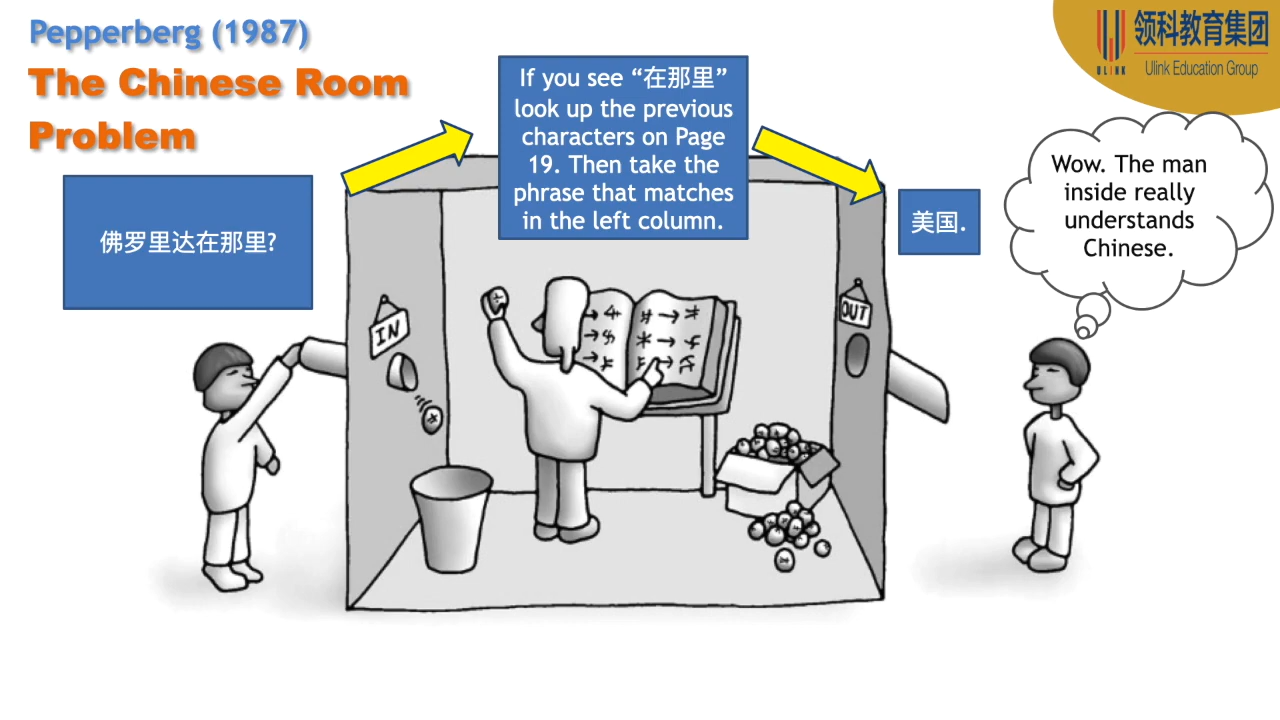 Pepperberg (1987)
The Chinese Room
Problem
领科教育集团
ULINK
Ulink Education Group
佛罗里达在那里?
If you see “在那里”
look up the previous
characters on Page
19. Then take the
phrase that matches
in the left column.
美国.
Wow. The man
inside really
understands
Chinese.
IN
OUT